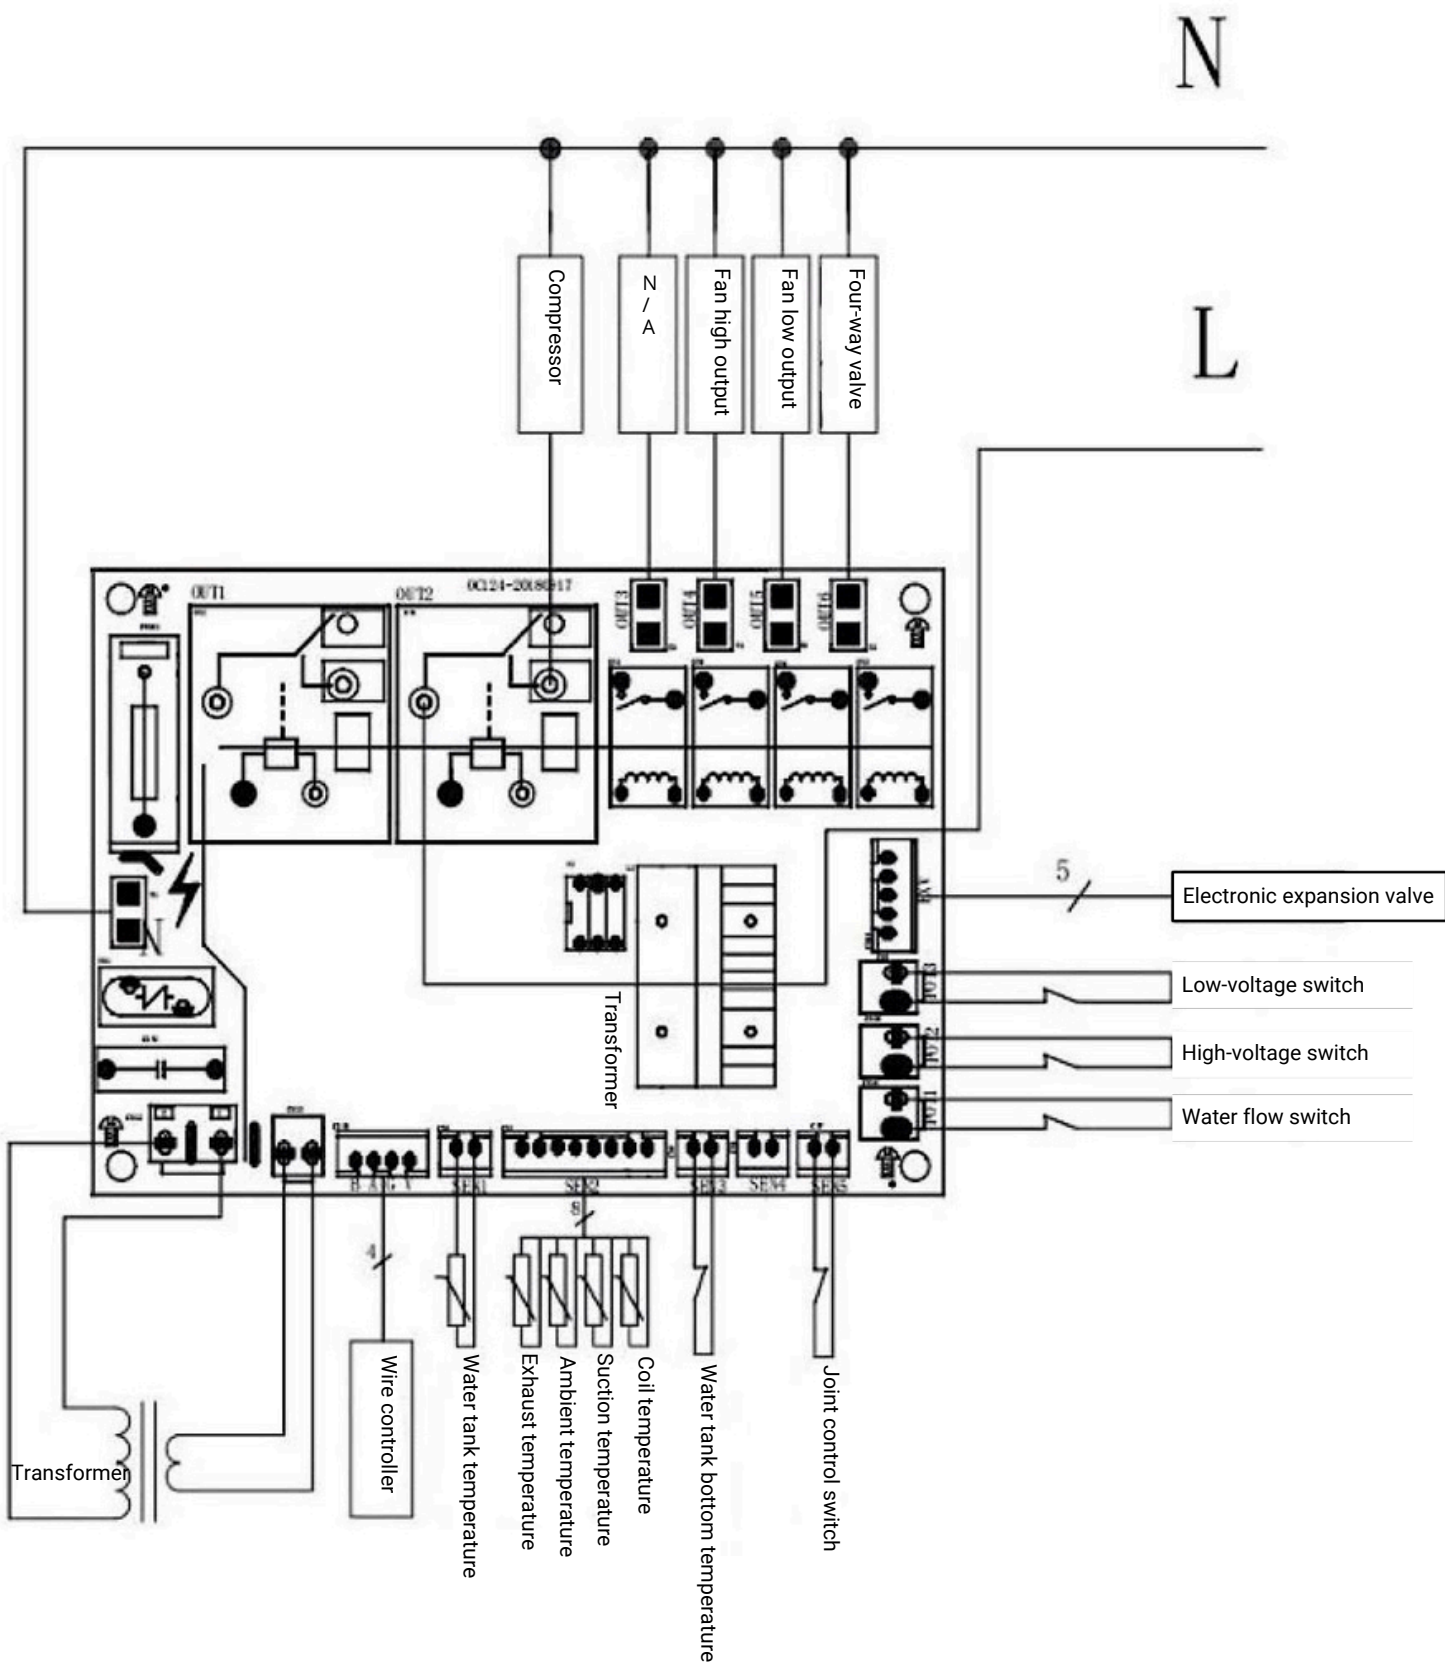 N
Compressor
N
/
A
Fan high output
Fan low output
Four-way valve
L
OUT1
OUT2
OUT3
OUT4
OUT5
OUT6
EXV
5
Electronic expansion valve
Low-voltage switch
High-voltage switch
Water flow switch
Transformer
B A G V
SEN1
SEN2
SEN3
SEN4
SEN5
4
8
Transformer
Wire controller
Water tank temperature
Exhaust temperature
Ambient temperature
Suction temperature
Coil temperature
Water tank bottom temperature
Joint control switch